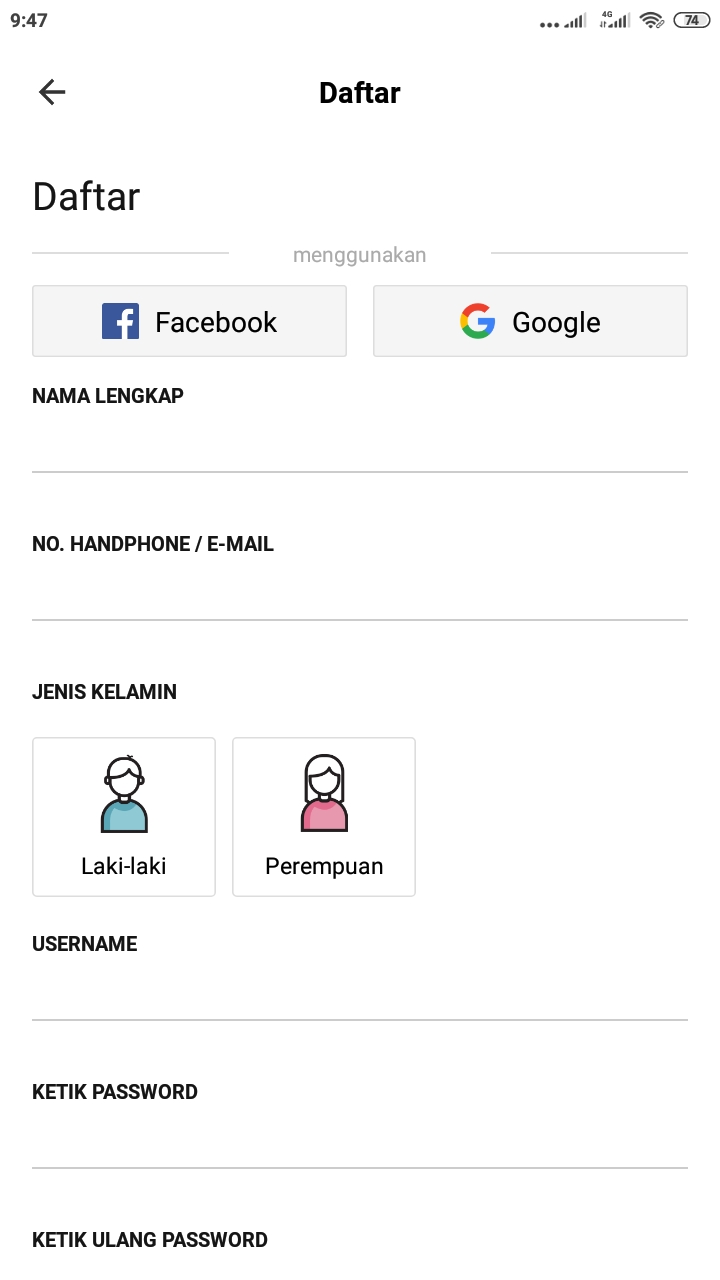 9:47
4G
74
Daftar
Daftar
menggunakan
Facebook
Google
NAMA LENGKAP
NO. HANDPHONE / E-MAIL
JENIS KELAMIN
Laki-laki
Perempuan
USERNAME
KETIK PASSWORD
KETIK ULANG PASSWORD